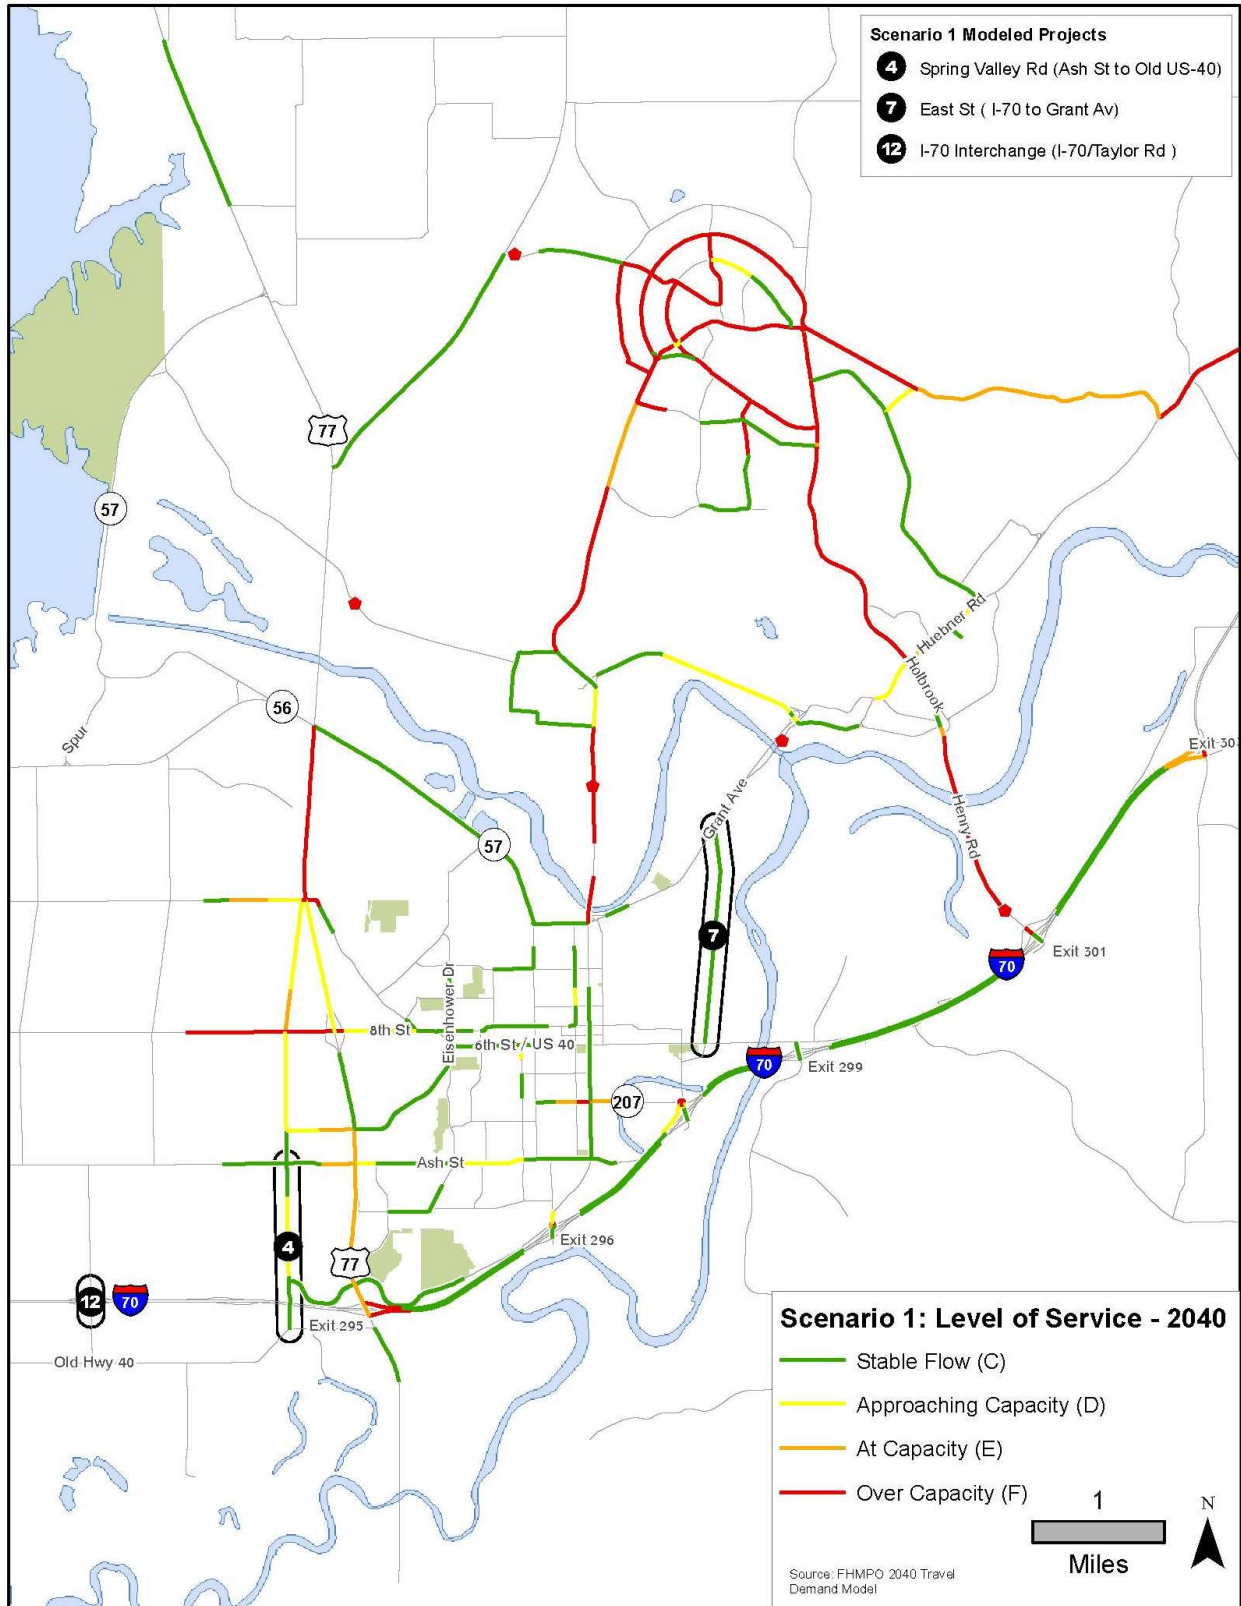 Scenario 1 Modeled Projects
4 Spring Valley Rd (Ash St to Old US-40)
7 East St ( I-70 to Grant Av)
12 I-70 Interchange (I-70/Taylor Rd )
77
57
Huebner Rd
Holbrook
56
Spur
Exit 303
Grant Ave
Henry Rd
57
7
Exit 301
70
Eisenhower Dr
8th St
6th St / US 40
70
Exit 299
207
Ash St
4
77
Exit 296
12
70
Exit 295
Old Hwy 40
Scenario 1: Level of Service - 2040
Stable Flow (C)
Approaching Capacity (D)
At Capacity (E)
Over Capacity (F)
1
Miles
N
Source: FHMPO 2040 Travel
Demand Model